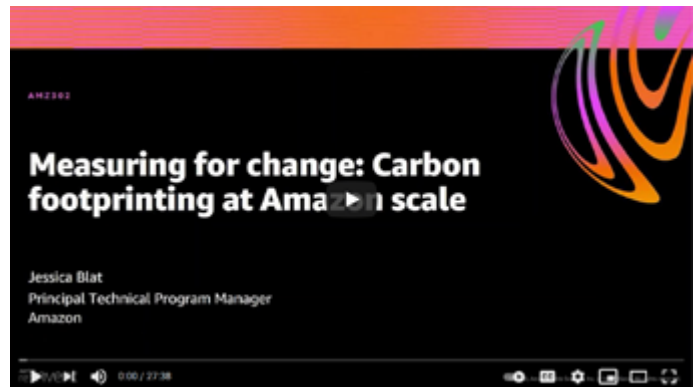 AMZ302
Measuring for change: Carbon
footprinting at Amazon scale
Jessica Blat
Principal Technical Program Manager
Amazon
0:00 / 27:38